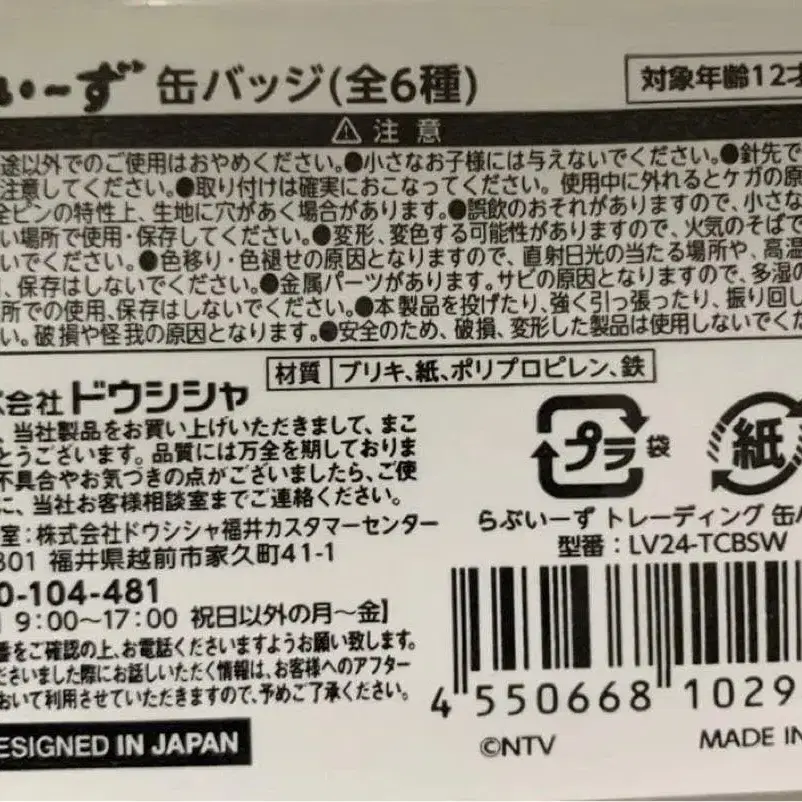 い・〜ず 缶バッジ(全6種)
対象年齢12才
⚠注意
途以外でのご使用はおやめください。●小さなお子様には与えないでください。●針先で
注意してください。●取り付けは確実におこなってください。使用中に外れるとケガの原
全ピンの特性上、生地に穴があく場合があります。●誤飲のおそれがありますので、小さな
い場所で使用・保存してください。●変形、変色する可能性がありますので、火気のそばで
いでください。●色移り・色褪せの原因となりますので、直射日光の当たる場所や、高温
、保存はしないでください。●金属パーツがあります。サビの原因となりますので、多湿の
所での使用、保存はしないでください。●本製品を投げたり、強く引っ張ったり、振り回し
い。破損や怪我の原因となります。●安全のため、破損、変形した製品は使用しないでくだ
材質 ブリキ、紙、ポリプロピレン、鉄
会社ドウシシャ
、当社製品をお買い上げいただきまして、まこ
とうございます。品質には万全を期しておりま
不具合やお気づきの点がございましたら、ご使
に、当社お客様相談室までご連絡ください。
室:株式会社ドウシシャ福井カスタマーセンター
801 福井県越前市家久町41-1
0-104-481
9:00〜17:00 祝日以外の月〜金】
番をご確認の上、お電話くださいますようお願い致します。
ださいました際にお話しいただく情報は、お客様へのアフター
おいて利用させていただきますので、予めご了承ください。
ESIGNED IN JAPAN
プラ 袋
紙
らぶいーず トレーディング 缶バ
型番:LV24-TCBSW
4 550668 1029
©NTV
MADE IN